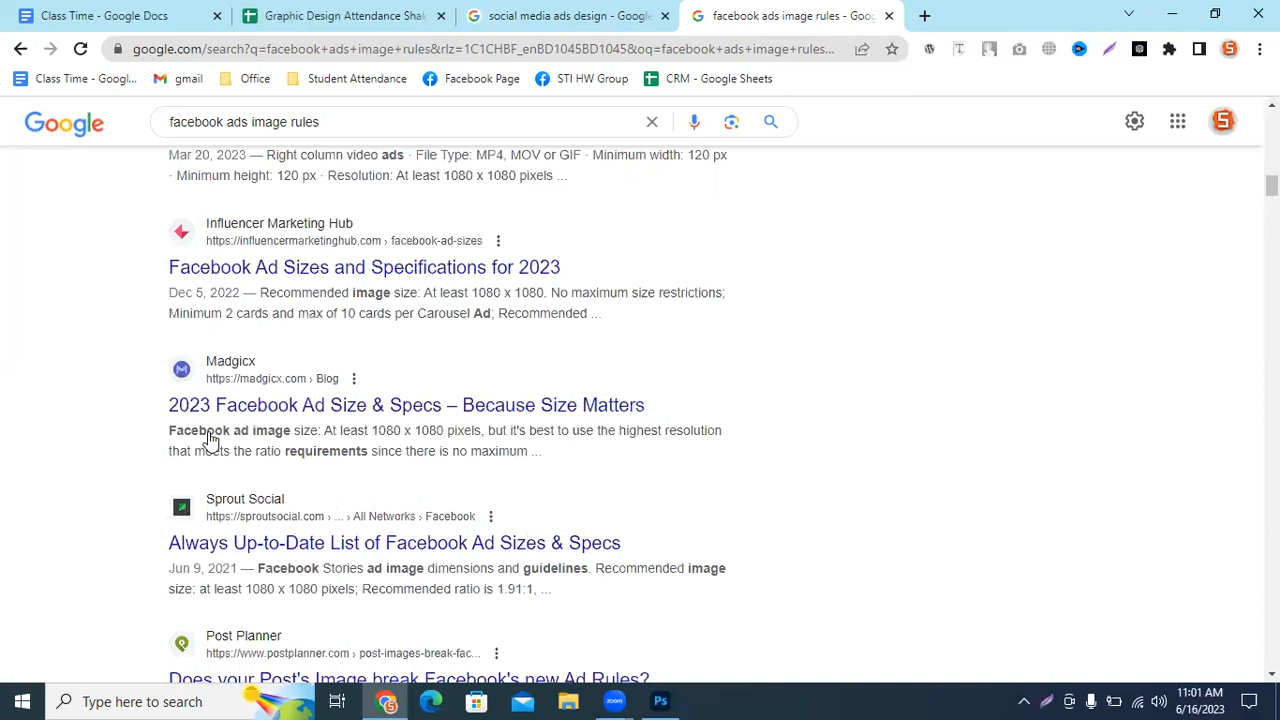 Class Time - Google Docs
Graphic Design Attendance Shak
social media ads design - Google
facebook ads image rules - Goog
google.com/search?q=facebook+ads+image+rules&rlz=1C1CHBF_enBD1045BD1045&oq=facebook+ads+image+rules...
Class Time - Googl...
gmail
Office
Student Attendance
Facebook Page
STI HW Group
CRM - Google Sheets
Google
facebook ads image rules
S
Mar 20, 2023 — Right column video ads · File Type: MP4, MOV or GIF · Minimum width: 120 px
· Minimum height: 120 px · Resolution: At least 1080 x 1080 pixels ...
Influencer Marketing Hub
https://influencermarketinghub.com › facebook-ad-sizes
Facebook Ad Sizes and Specifications for 2023
Dec 5, 2022 — Recommended image size: At least 1080 x 1080. No maximum size restrictions;
Minimum 2 cards and max of 10 cards per Carousel Ad; Recommended ...
Madgicx
https://madgicx.com › Blog
2023 Facebook Ad Size & Specs – Because Size Matters
Facebook ad image size: At least 1080 x 1080 pixels, but it's best to use the highest resolution
that meets the ratio requirements since there is no maximum ...
Sprout Social
https://sproutsocial.com › ... › All Networks › Facebook
Always Up-to-Date List of Facebook Ad Sizes & Specs
Jun 9, 2021 — Facebook Stories ad image dimensions and guidelines. Recommended image
size: at least 1080 x 1080 pixels; Recommended ratio is 1.91:1, ...
Post Planner
https://www.postplanner.com › post-images-break-fac...
Does your Post's Image break Facebook's new Ad Rules?
Type here to search
zoom
Ps
11:01 AM
6/16/2023